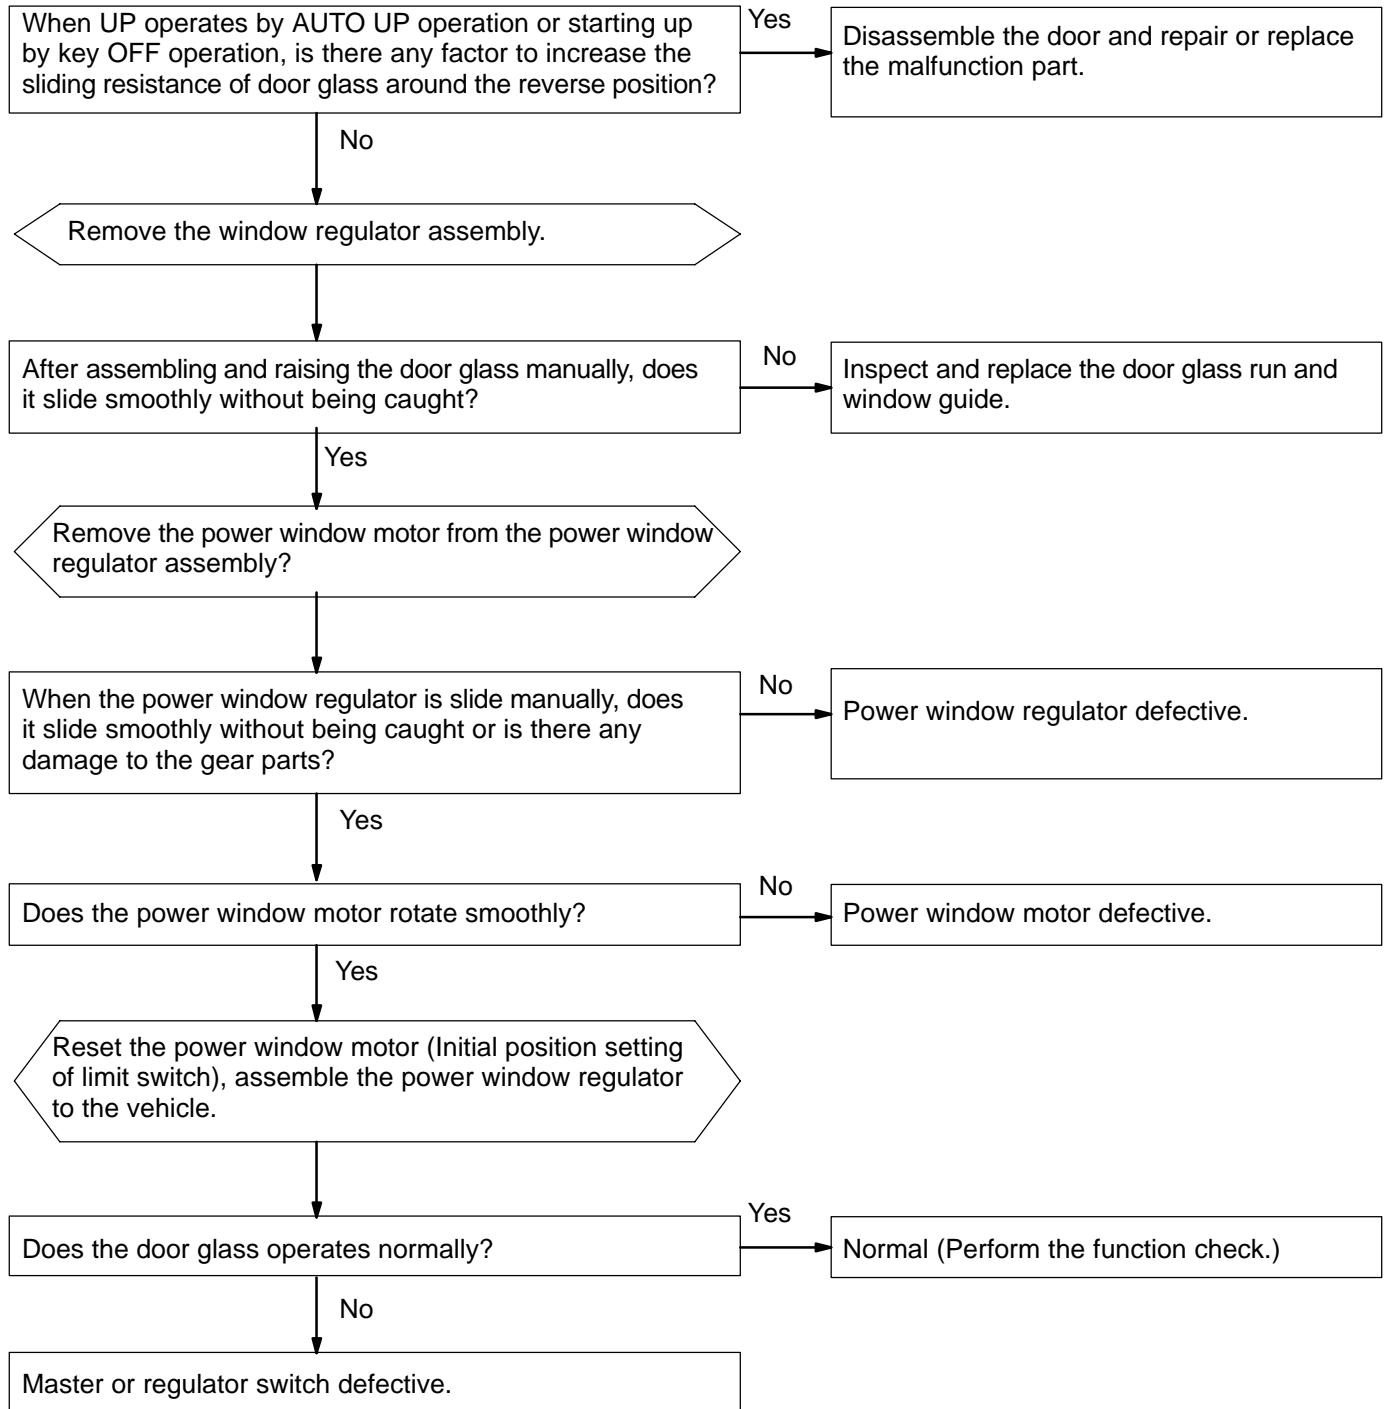 When UP operates by AUTO UP operation or starting up
by key OFF operation, is there any factor to increase the
sliding resistance of door glass around the reverse position?
Yes
Disassemble the door and repair or replace
the malfunction part.
No
Remove the window regulator assembly.
After assembling and raising the door glass manually, does
it slide smoothly without being caught?
No
Inspect and replace the door glass run and
window guide.
Yes
Remove the power window motor from the power window
regulator assembly?
When the power window regulator is slide manually, does
it slide smoothly without being caught or is there any
damage to the gear parts?
No
Power window regulator defective.
Yes
Does the power window motor rotate smoothly?
No
Power window motor defective.
Yes
Reset the power window motor (Initial position setting
of limit switch), assemble the power window regulator
to the vehicle.
Does the door glass operates normally?
Yes
Normal (Perform the function check.)
No
Master or regulator switch defective.